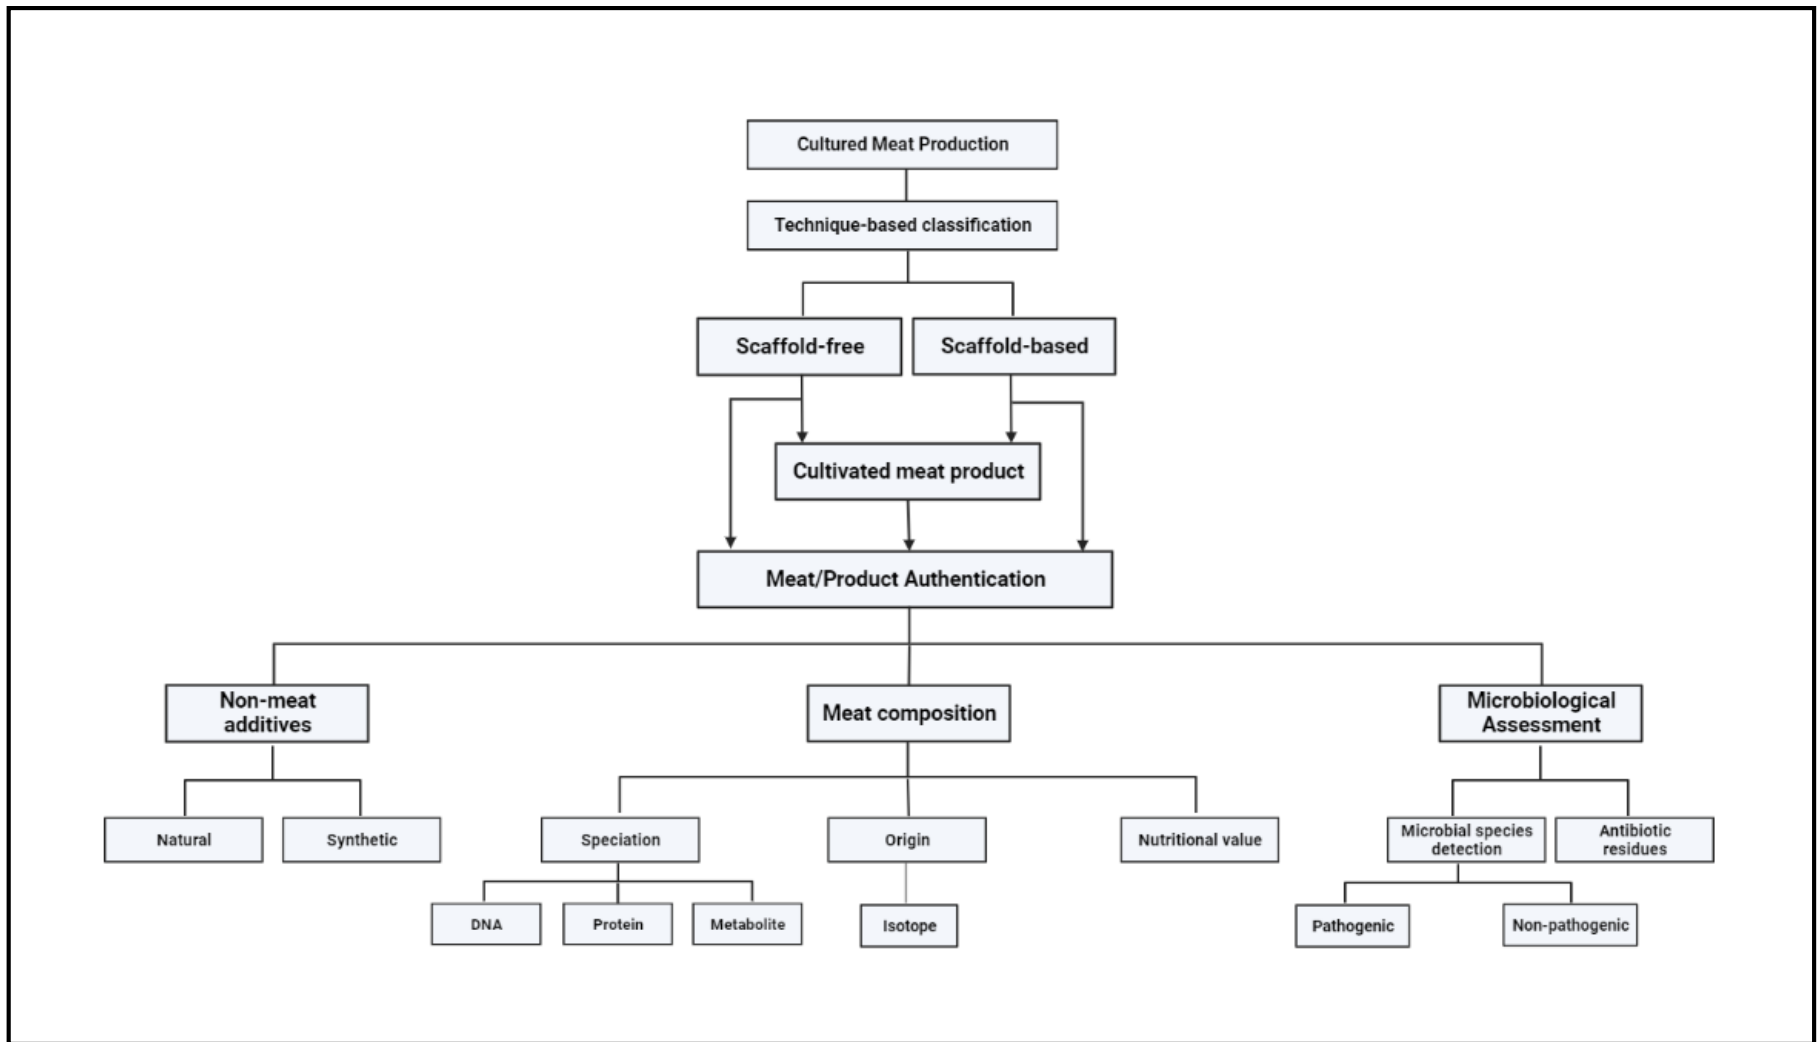 Cultured Meat Production
Technique-based classification
Scaffold-free
Scaffold-based
Cultivated meat product
Meat/Product Authentication
Non-meat
additives
Meat composition
Microbiological
Assessment
Natural
Synthetic
Speciation
Origin
Nutritional value
Microbial species
detection
Antibiotic
residues
DNA
Protein
Metabolite
Isotope
Pathogenic
Non-pathogenic